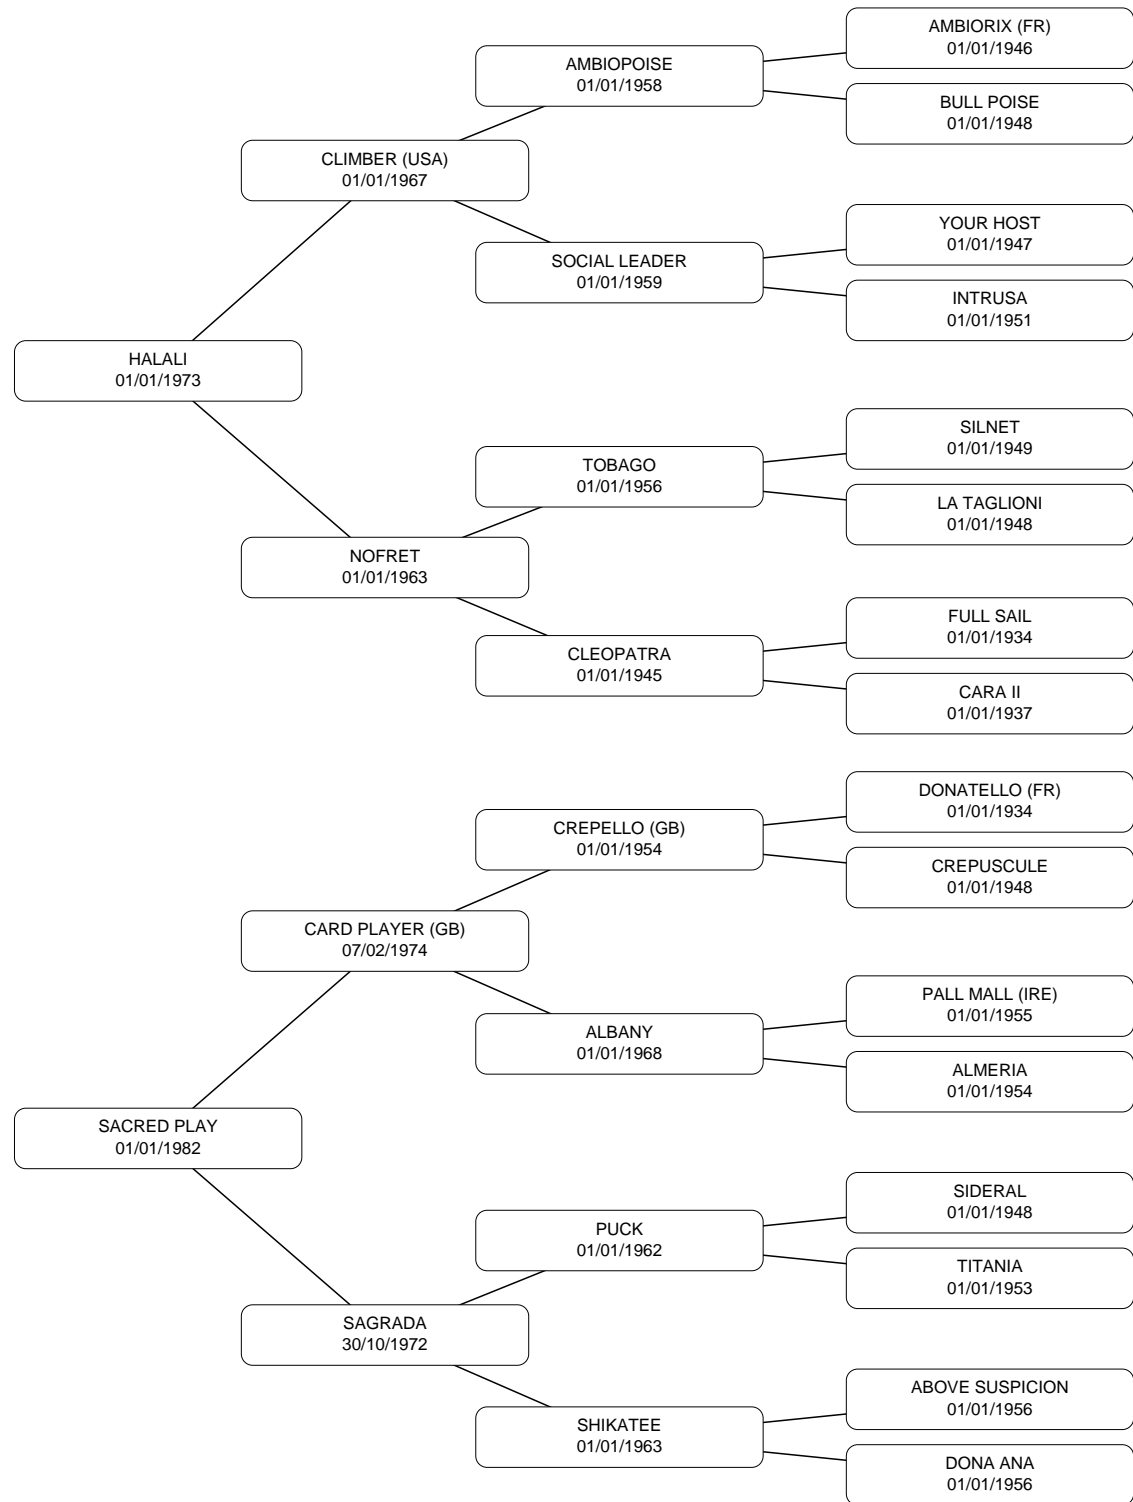 AMBIORIX (FR)
01/01/1946
AMBIOPOISE
01/01/1958
BULL POISE
01/01/1948
CLIMBER (USA)
01/01/1967
YOUR HOST
01/01/1947
SOCIAL LEADER
01/01/1959
INTRUSA
01/01/1951
HALALI
01/01/1973
SILNET
01/01/1949
TOBAGO
01/01/1956
LA TAGLIONI
01/01/1948
NOFRET
01/01/1963
FULL SAIL
01/01/1934
CLEOPATRA
01/01/1945
CARA II
01/01/1937
DONATELLO (FR)
01/01/1934
CREPELLO (GB)
01/01/1954
CREPUSCULE
01/01/1948
CARD PLAYER (GB)
07/02/1974
PALL MALL (IRE)
01/01/1955
ALBANY
01/01/1968
ALMERIA
01/01/1954
SACRED PLAY
01/01/1982
SIDERAL
01/01/1948
PUCK
01/01/1962
TITANIA
01/01/1953
SAGRADA
30/10/1972
ABOVE SUSPICION
01/01/1956
SHIKATEE
01/01/1963
DONA ANA
01/01/1956